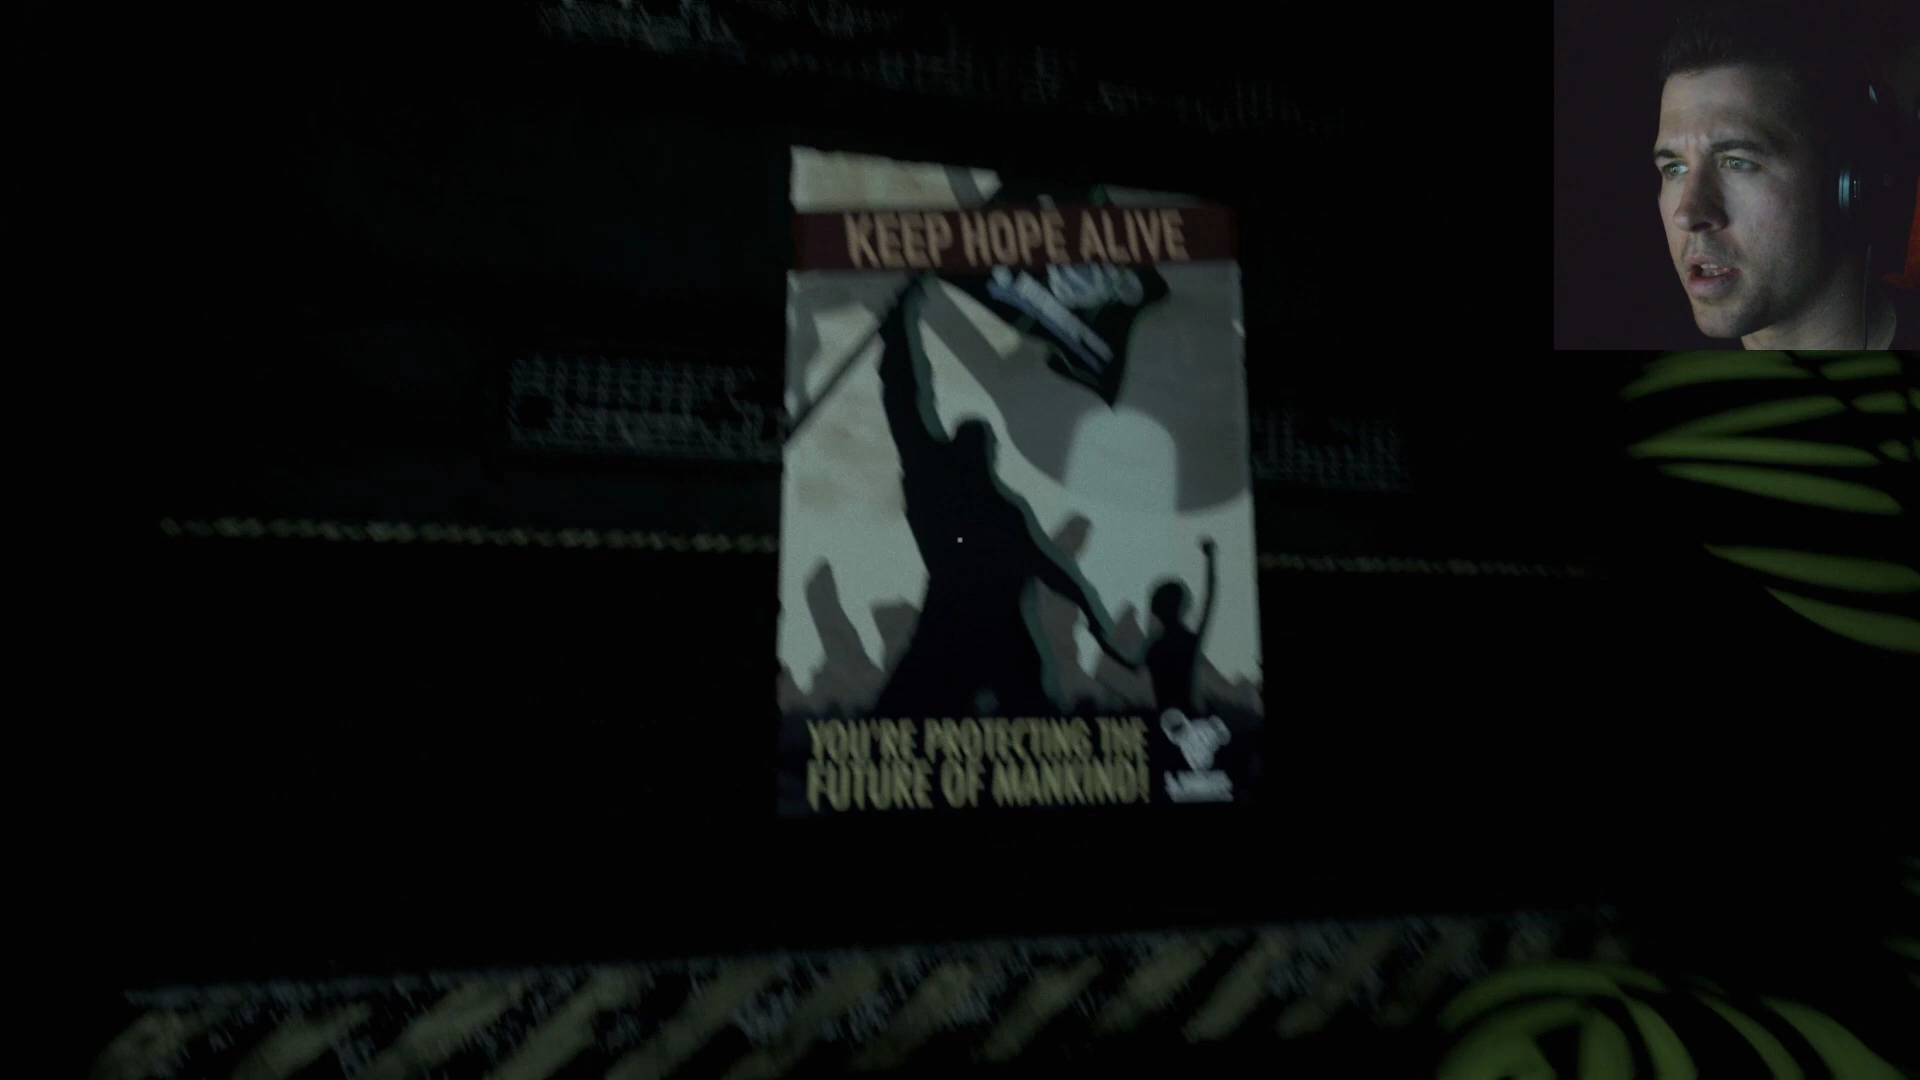 KEEP HOPE ALIVE
YOU'RE PROTECTING THE
FUTURE OF MANKIND!